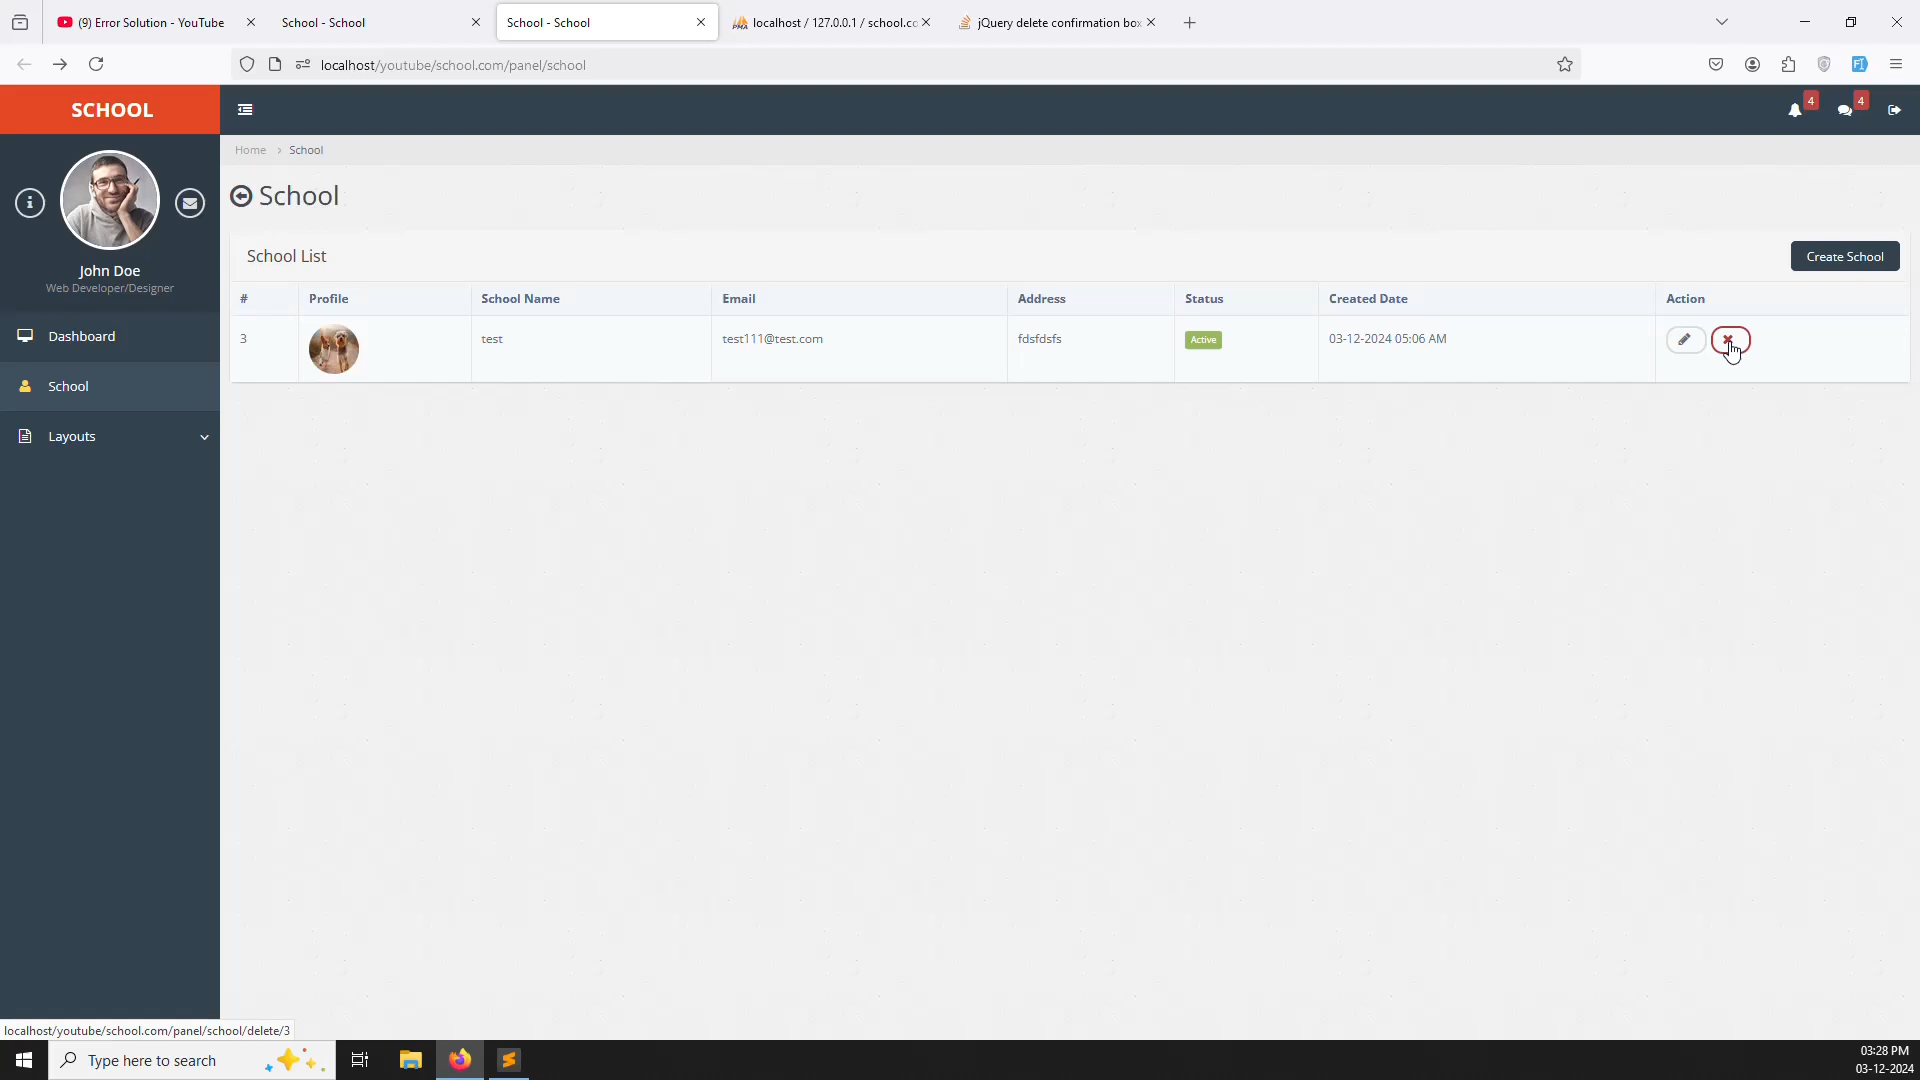 (9) Error Solution - YouTube
School - School
School - School
localhost / 127.0.0.1 / school.co
jQuery delete confirmation box
localhost/youtube/school.com/panel/school
SCHOOL
4
4
Home > School
School
John Doe
Web Developer/Designer
Dashboard
School
Layouts
School List
Create School
# Profile School Name Email Address Status Created Date Action
3 test test111@test.com fdsfdsfs Active 03-12-2024 05:06 AM
localhost/youtube/school.com/panel/school/delete/3
Type here to search
03:28 PM
03-12-2024